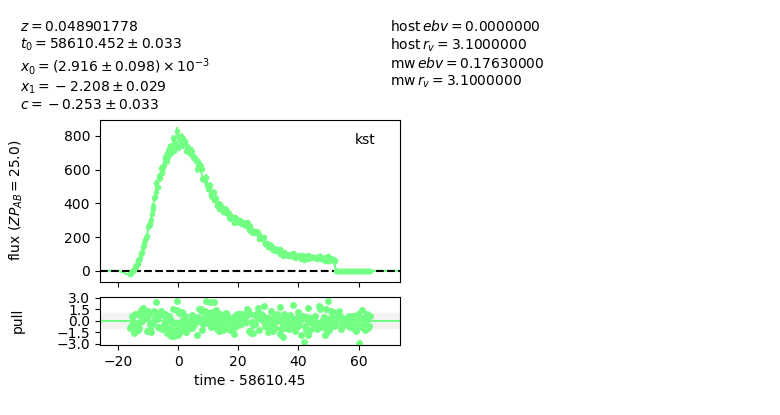 z = 0.048901778
t₀ = 58610.452 ± 0.033
x₀ = (2.916 ± 0.098) × 10⁻³
x₁ = −2.208 ± 0.029
c = −0.253 ± 0.033
host ebv = 0.0000000
host r_v = 3.1000000
mw ebv = 0.17630000
mw r_v = 3.1000000
kst
flux (ZP_AB = 25.0)
800
600
400
200
0
pull
3.0
1.5
0.0
−1.5
−3.0
−20 0 20 40 60
time - 58610.45